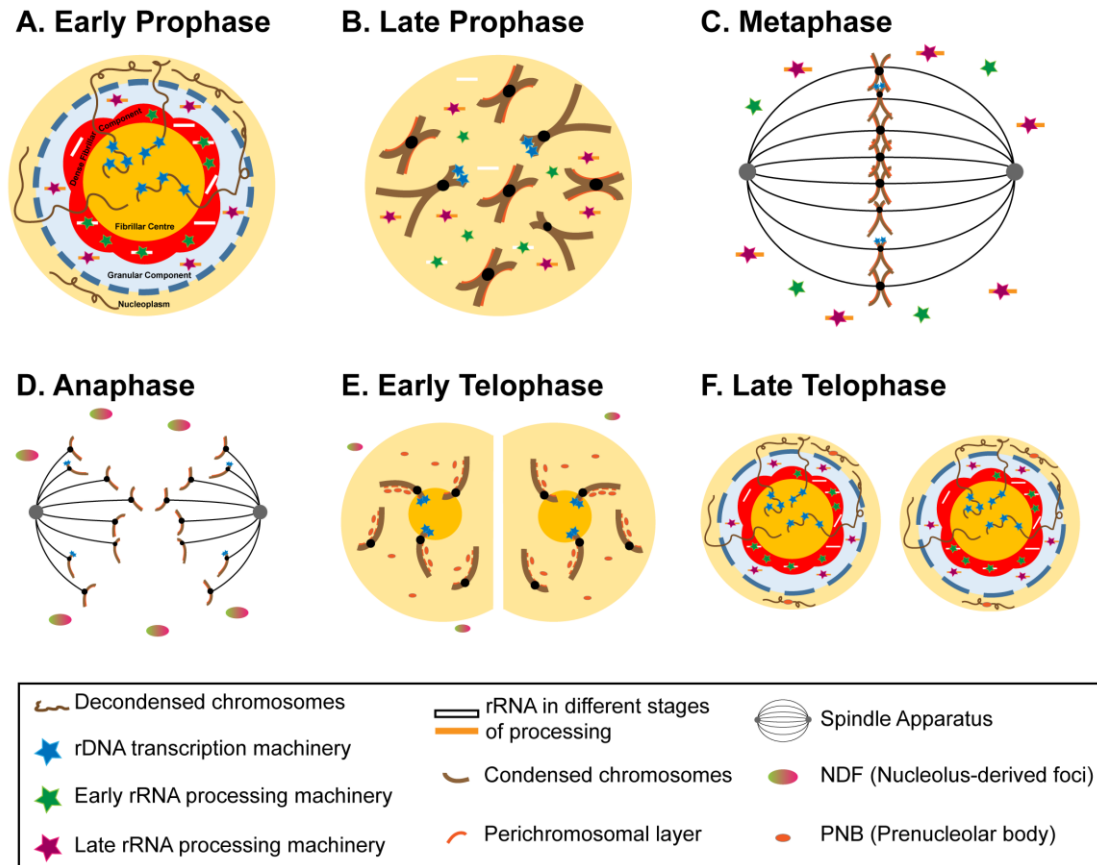 A. Early Prophase
B. Late Prophase
C. Metaphase
Dense Fibrillar Component
Fibrillar Centre
Granular Component
Nucleoplasm
D. Anaphase
E. Early Telophase
F. Late Telophase
Decondensed chromosomes
rDNA transcription machinery
Early rRNA processing machinery
Late rRNA processing machinery
rRNA in different stages
of processing
Condensed chromosomes
Perichromosomal layer
Spindle Apparatus
NDF (Nucleolus-derived foci)
PNB (Prenucleolar body)